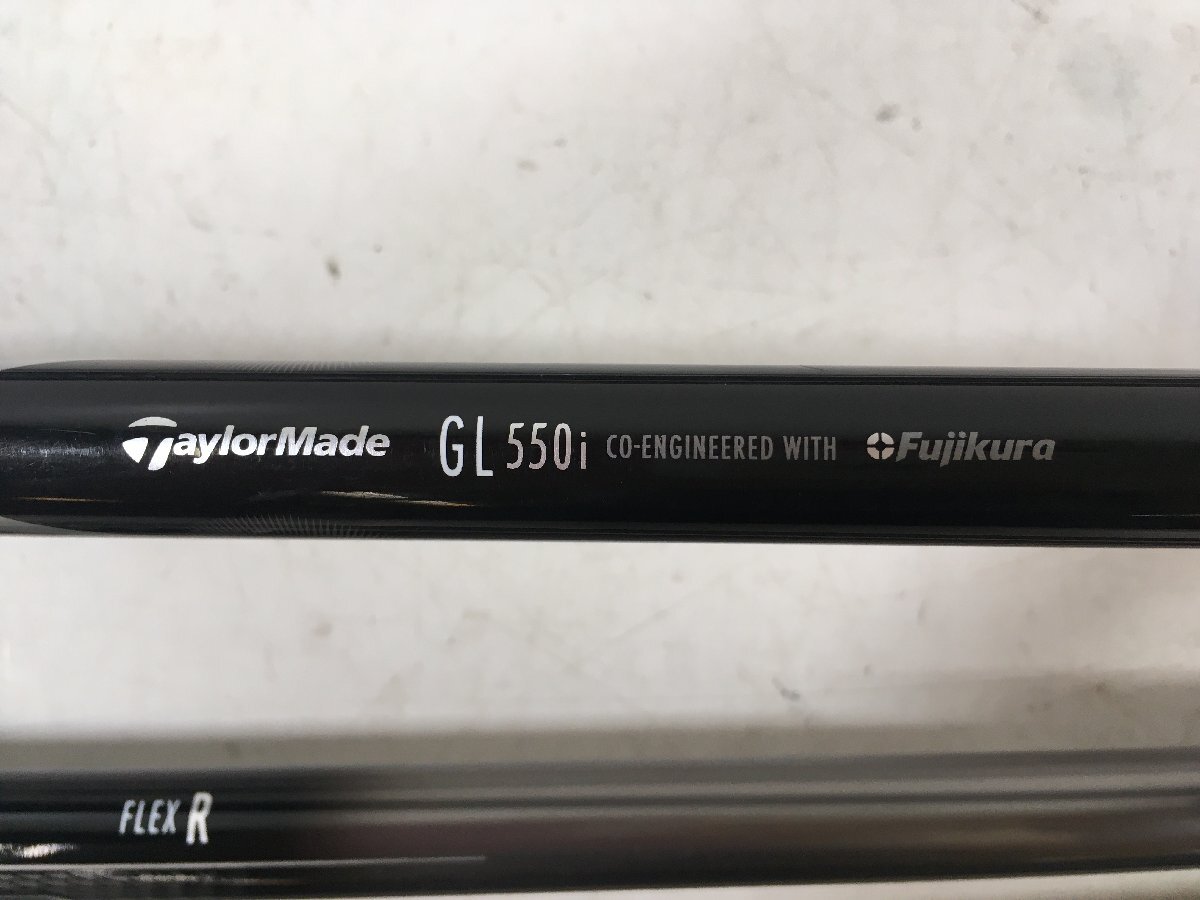 TaylorMade GL 550i CO-ENGINEERED WITH Fujikura
FLEX R